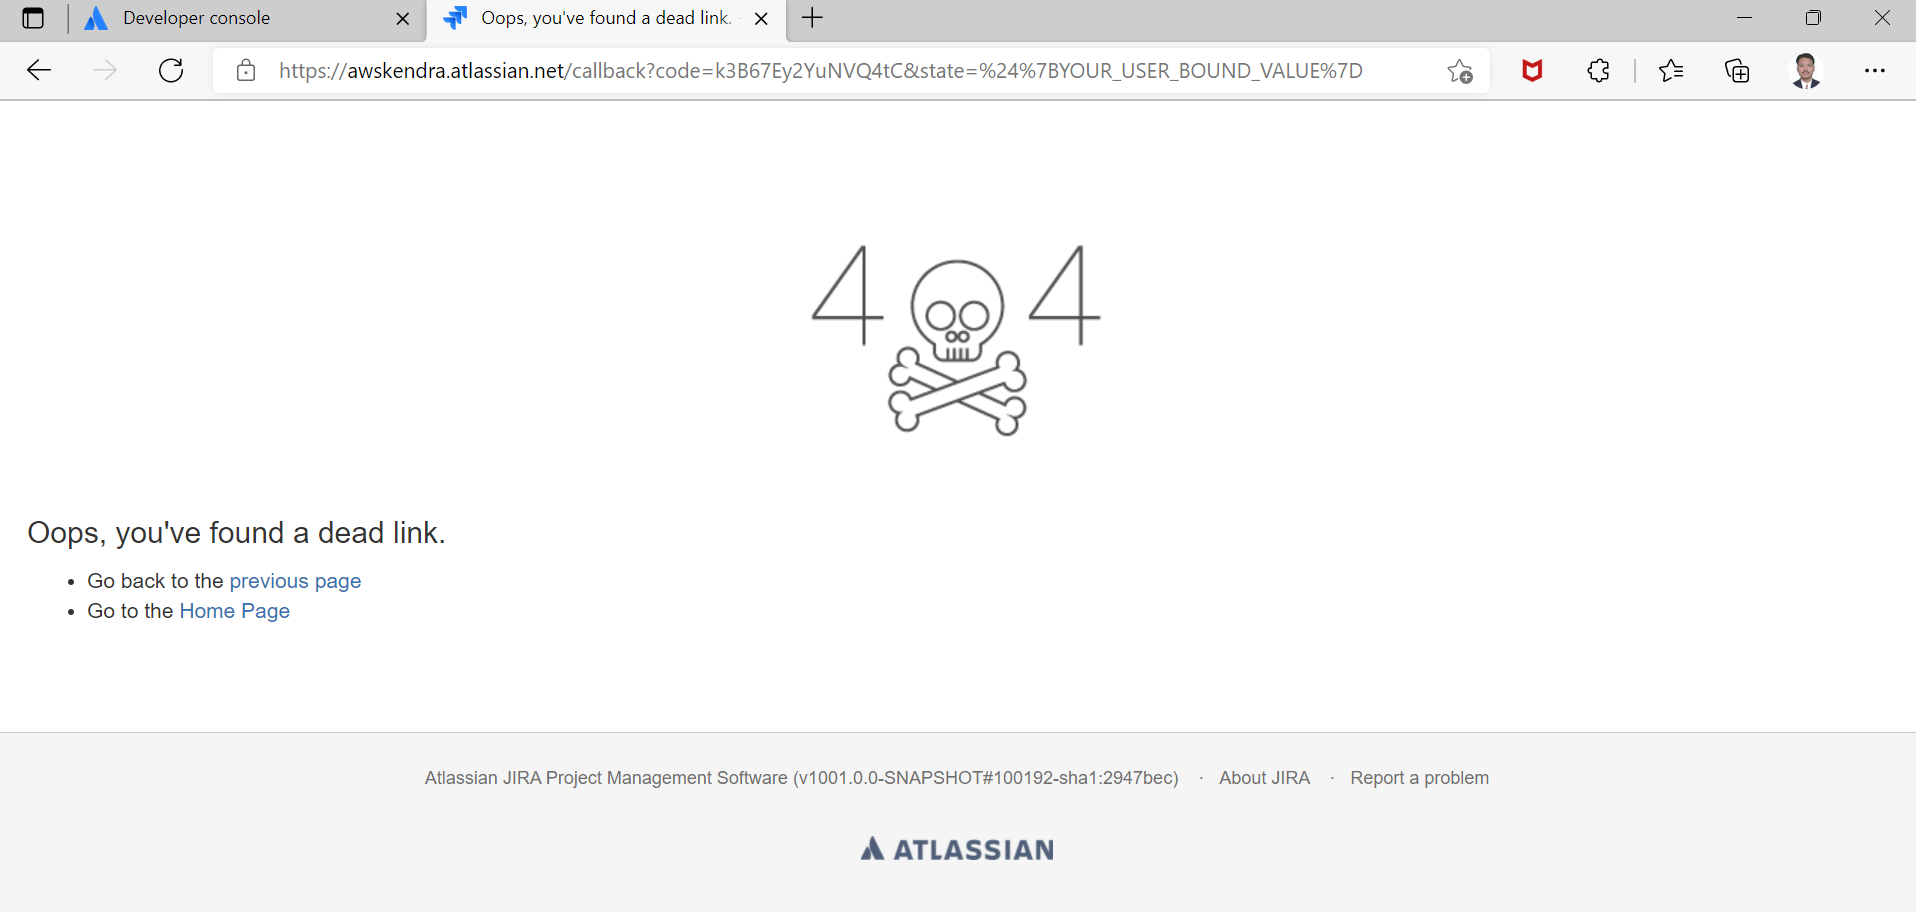 Developer console
Oops, you've found a dead link.
https://awskendra.atlassian.net/callback?code=k3B67Ey2YuNVQ4tC&state=%24%7BYOUR_USER_BOUND_VALUE%7D
4 4
Oops, you've found a dead link.
• Go back to the previous page
• Go to the Home Page
Atlassian JIRA Project Management Software (v1001.0.0-SNAPSHOT#100192-sha1:2947bec) · About JIRA · Report a problem
ATLASSIAN